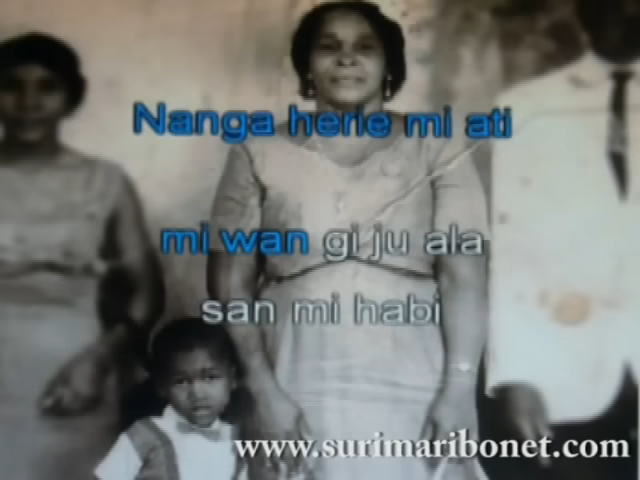 Nanga herie mi ati
mi wan gi ju ala
san mi habi
www.surimaribonet.com